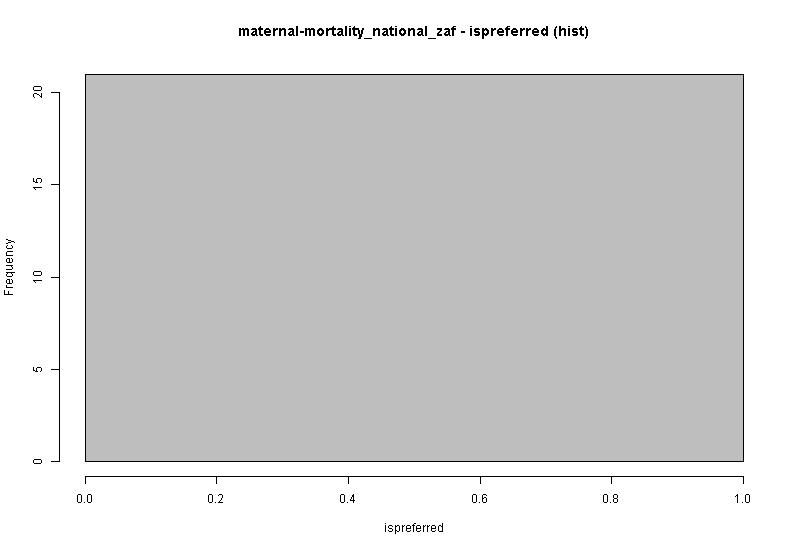 maternal-mortality_national_zaf - ispreferred (hist)
Frequency
20
15
10
5
0
0.0 0.2 0.4 0.6 0.8 1.0
ispreferred